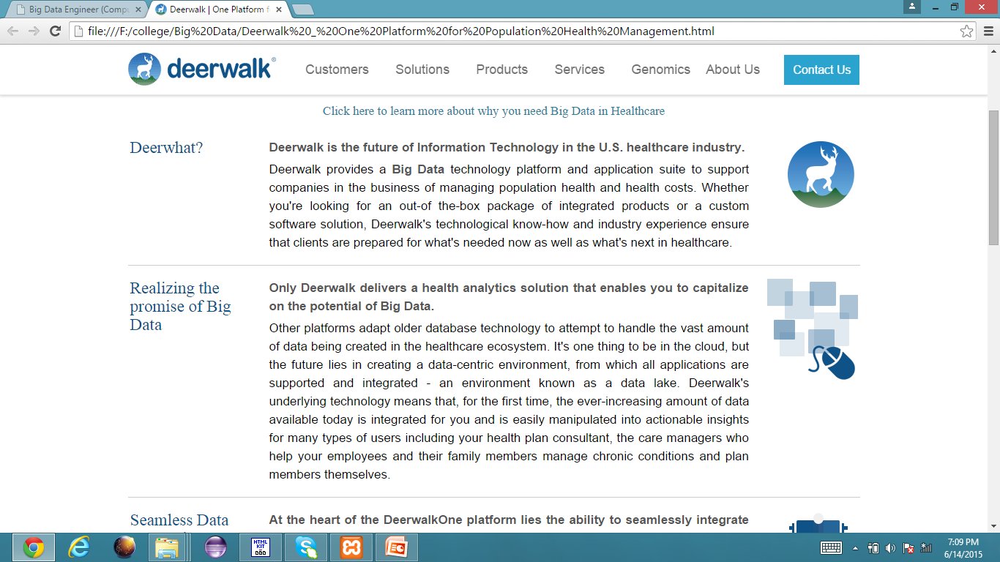 Big Data Engineer (Compu
Deerwalk | One Platform f
file:///F:/college/Big%20Data/Deerwalk%20_%20One%20Platform%20for%20Population%20Health%20Management.html
deerwalk®
Customers Solutions Products Services Genomics About Us Contact Us
Click here to learn more about why you need Big Data in Healthcare
Deerwhat?
Deerwalk is the future of Information Technology in the U.S. healthcare industry.
Deerwalk provides a Big Data technology platform and application suite to support
companies in the business of managing population health and health costs. Whether
you're looking for an out-of the-box package of integrated products or a custom
software solution, Deerwalk's technological know-how and industry experience ensure
that clients are prepared for what's needed now as well as what's next in healthcare.
Realizing the
promise of Big
Data
Only Deerwalk delivers a health analytics solution that enables you to capitalize
on the potential of Big Data.
Other platforms adapt older database technology to attempt to handle the vast amount
of data being created in the healthcare ecosystem. It's one thing to be in the cloud, but
the future lies in creating a data-centric environment, from which all applications are
supported and integrated - an environment known as a data lake. Deerwalk's
underlying technology means that, for the first time, the ever-increasing amount of data
available today is integrated for you and is easily manipulated into actionable insights
for many types of users including your health plan consultant, the care managers who
help your employees and their family members manage chronic conditions and plan
members themselves.
Seamless Data
At the heart of the DeerwalkOne platform lies the ability to seamlessly integrate
HTML
KIT
7:09 PM
6/14/2015